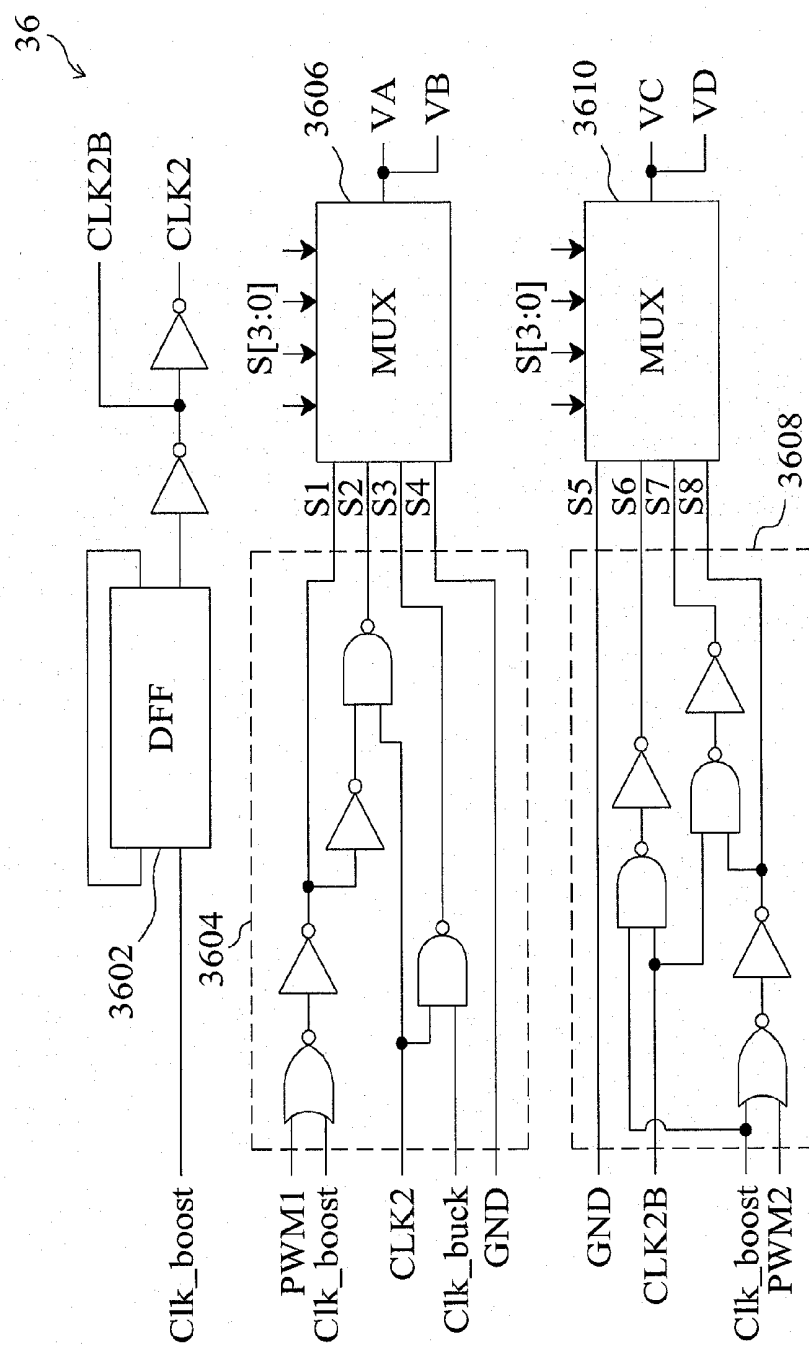 36
Clk_boost
3602
DFF
CLK2B
CLK2
3604
PWM1
Clk_boost
CLK2
Clk_buck
GND
S1
S2
S3
S4
S[3:0]
MUX
3606
VA
VB
GND
CLK2B
Clk_boost
PWM2
S5
S6
S7
S8
3608
S[3:0]
MUX
3610
VC
VD